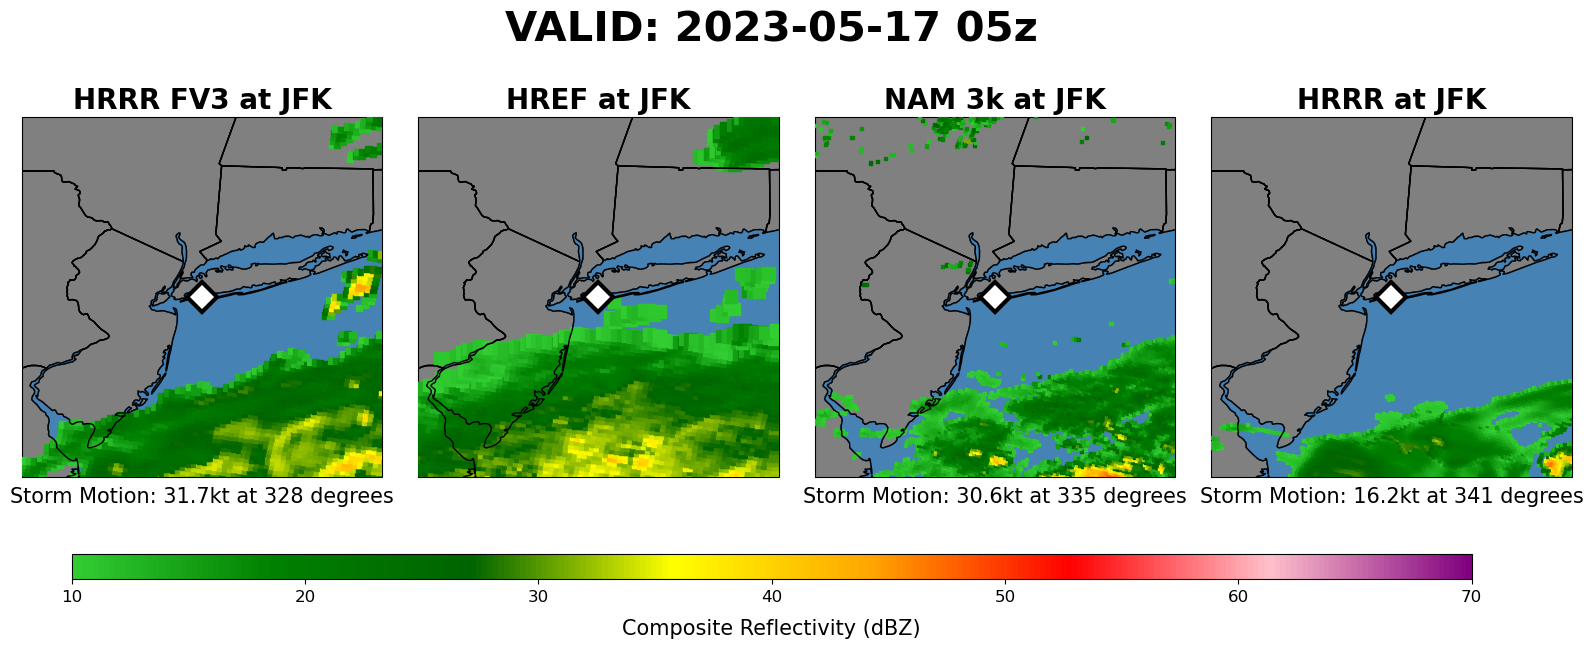 VALID: 2023-05-17 05z
HRRR FV3 at JFK
HREF at JFK
NAM 3k at JFK
HRRR at JFK
Storm Motion: 31.7kt at 328 degrees
Storm Motion: 30.6kt at 335 degrees
Storm Motion: 16.2kt at 341 degrees
10 20 30 40 50 60 70
Composite Reflectivity (dBZ)